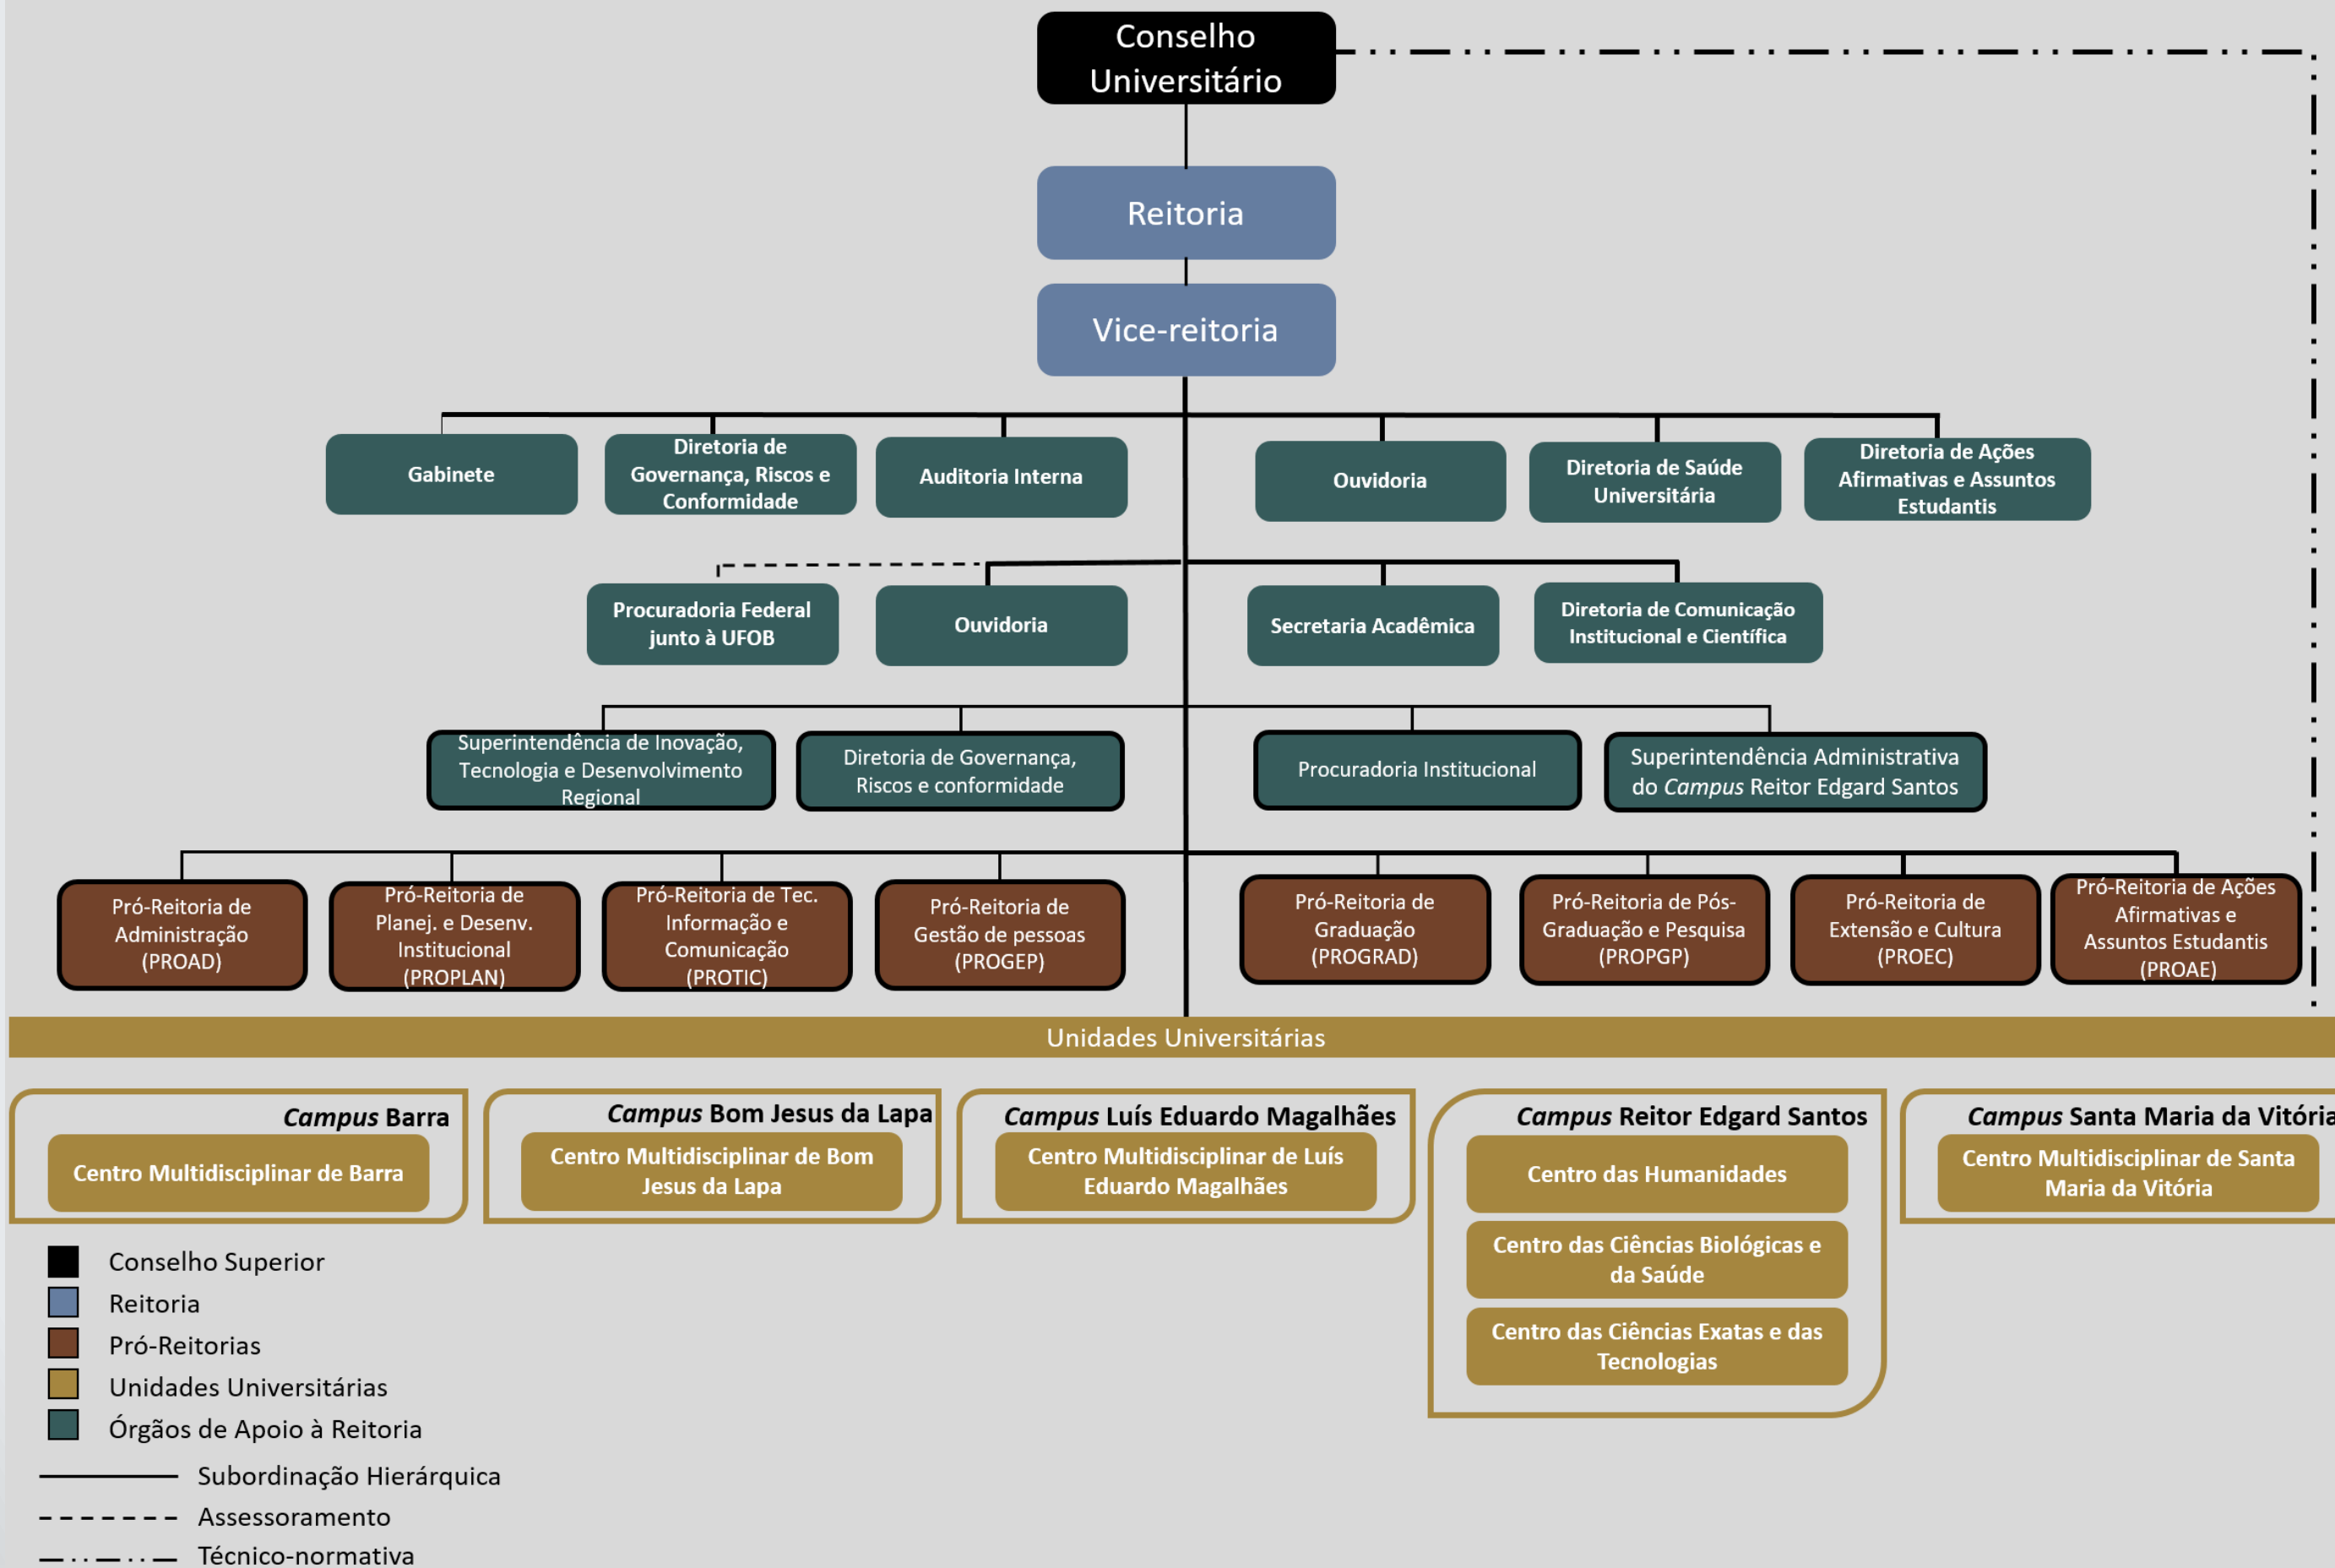 Conselho
Universitário
Reitoria
Vice-reitoria
Gabinete
Diretoria de
Governança, Riscos e
Conformidade
Auditoria Interna
Ouvidoria
Diretoria de Saúde
Universitária
Diretoria de Ações
Afirmativas e Assuntos
Estudantis
Procuradoria Federal
junto à UFOB
Ouvidoria
Secretaria Acadêmica
Diretoria de Comunicação
Institucional e Científica
Superintendência de Inovação,
Tecnologia e Desenvolvimento
Regional
Diretoria de Governança,
Riscos e conformidade
Procuradoria Institucional
Superintendência Administrativa
do Campus Reitor Edgard Santos
Pró-Reitoria de
Administração
(PROAD)
Pró-Reitoria de
Planej. e Desenv.
Institucional
(PROPLAN)
Pró-Reitoria de Tec.
Informação e
Comunicação
(PROTIC)
Pró-Reitoria de
Gestão de pessoas
(PROGEP)
Pró-Reitoria de
Graduação
(PROGRAD)
Pró-Reitoria de Pós-
Graduação e Pesquisa
(PROPGP)
Pró-Reitoria de
Extensão e Cultura
(PROEC)
Pró-Reitoria de Ações
Afirmativas e
Assuntos Estudantis
(PROAE)
Unidades Universitárias
Campus Barra
Centro Multidisciplinar de Barra
Campus Bom Jesus da Lapa
Centro Multidisciplinar de Bom
Jesus da Lapa
Campus Luís Eduardo Magalhães
Centro Multidisciplinar de Luís
Eduardo Magalhães
Campus Reitor Edgard Santos
Centro das Humanidades
Centro das Ciências Biológicas e
da Saúde
Centro das Ciências Exatas e das
Tecnologias
Campus Santa Maria da Vitória
Centro Multidisciplinar de Santa
Maria da Vitória
Conselho Superior
Reitoria
Pró-Reitorias
Unidades Universitárias
Órgãos de Apoio à Reitoria
Subordinação Hierárquica
Assessoramento
Técnico-normativa